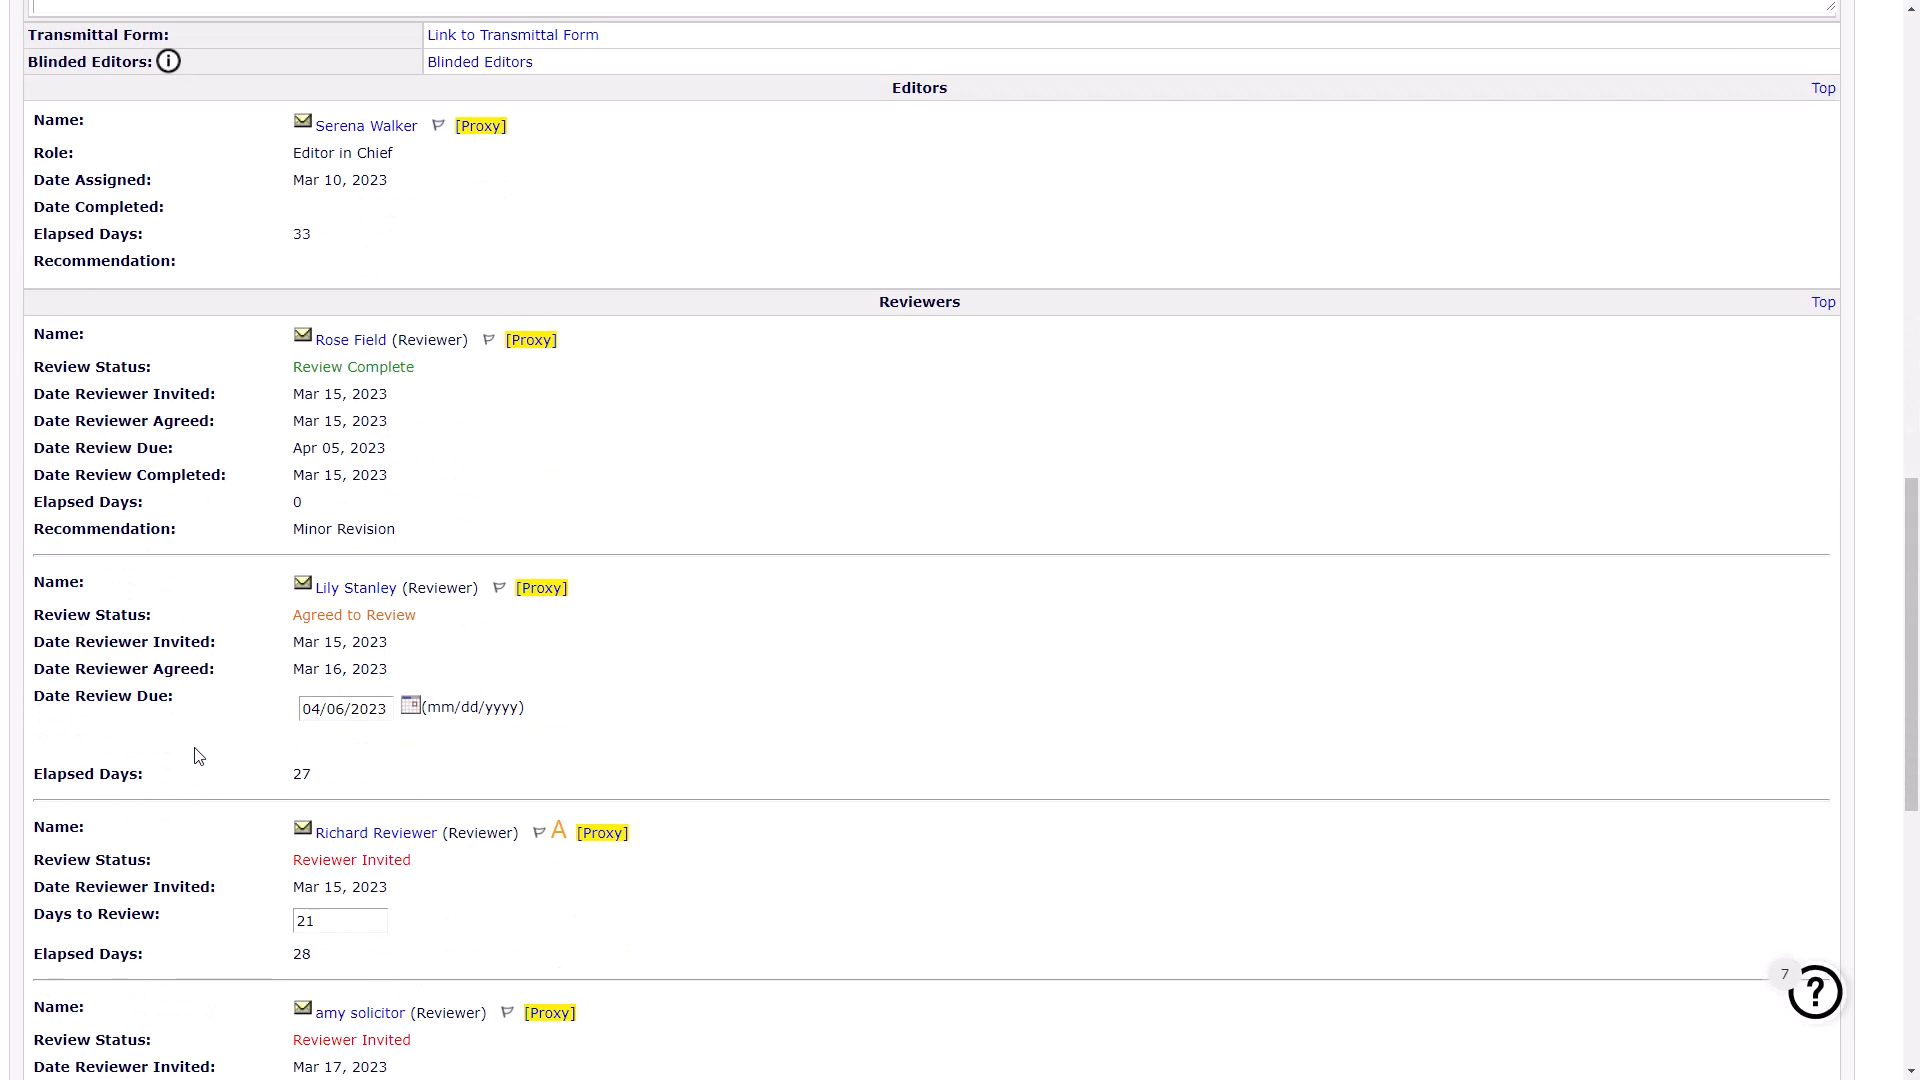 Transmittal Form: Link to Transmittal Form
Blinded Editors: i Blinded Editors
Editors Top
Name: Serena Walker [Proxy]
Role: Editor in Chief
Date Assigned: Mar 10, 2023
Date Completed:
Elapsed Days: 33
Recommendation:
Reviewers Top
Name: Rose Field (Reviewer) [Proxy]
Review Status: Review Complete
Date Reviewer Invited: Mar 15, 2023
Date Reviewer Agreed: Mar 15, 2023
Date Review Due: Apr 05, 2023
Date Review Completed: Mar 15, 2023
Elapsed Days: 0
Recommendation: Minor Revision
Name: Lily Stanley (Reviewer) [Proxy]
Review Status: Agreed to Review
Date Reviewer Invited: Mar 15, 2023
Date Reviewer Agreed: Mar 16, 2023
Date Review Due: 04/06/2023 (mm/dd/yyyy)
Elapsed Days: 27
Name: Richard Reviewer (Reviewer) A [Proxy]
Review Status: Reviewer Invited
Date Reviewer Invited: Mar 15, 2023
Days to Review: 21
Elapsed Days: 28
7
?
Name: amy solicitor (Reviewer) [Proxy]
Review Status: Reviewer Invited
Date Reviewer Invited: Mar 17, 2023